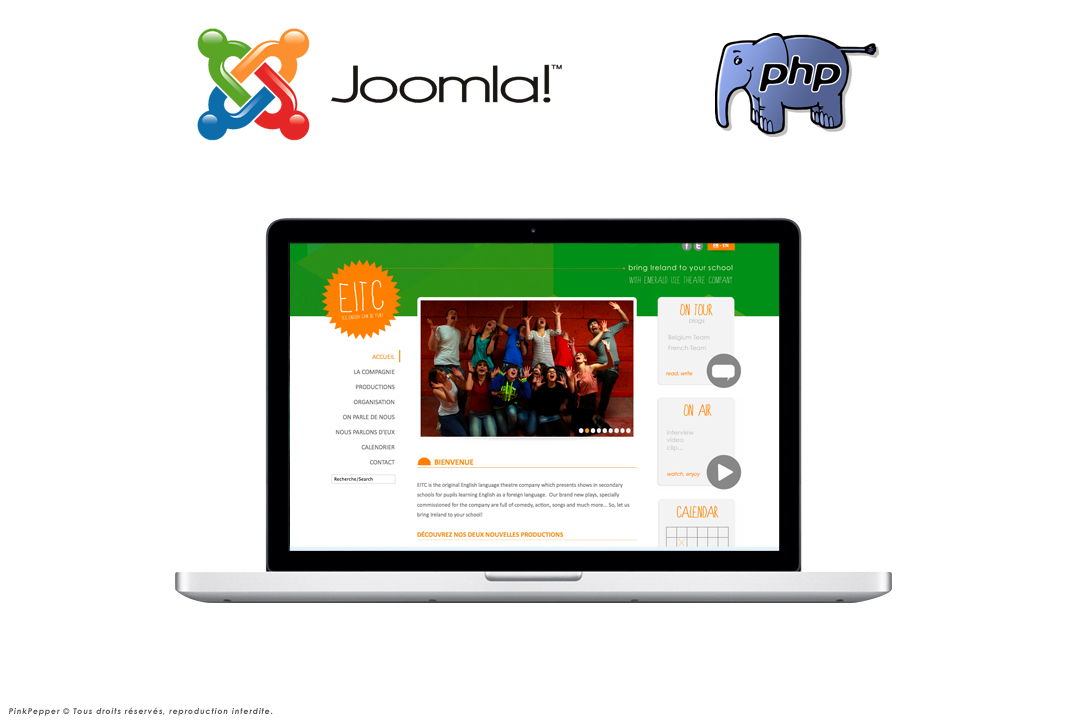 Joomla!™
php
f t FR - EN
bring Ireland to your school
WITH EMERALD ISLE THEATRE COMPANY
EITC
ACCUEIL
LA COMPAGNIE
PRODUCTIONS
ORGANISATION
ON PARLE DE NOUS
NOUS PARLONS D'EUX
CALENDRIER
CONTACT
Recherche/Search
BIENVENUE
EITC is the original English language theatre company which presents shows in secondary
schools for pupils learning English as a foreign language. Our brand new plays, specially
commissioned for the company are full of comedy, action, songs and much more... So, let us
bring Ireland to your school!
DÉCOUVREZ NOS DEUX NOUVELLES PRODUCTIONS
ON TOUR
blogs
Belgium Team
French Team
read, write
ON AIR
Interview
video
clip...
watch, enjoy
CALENDAR
PinkPepper © Tous droits réservés, reproduction interdite.